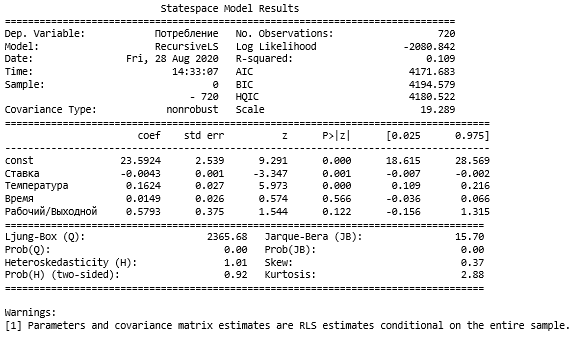 Statespace Model Results
Dep. Variable: Потребление No. Observations: 720
Model: RecursiveLS Log Likelihood -2080.842
Date: Fri, 28 Aug 2020 R-squared: 0.109
Time: 14:33:07 AIC 4171.683
Sample: 0 BIC 4194.579
- 720 HQIC 4180.522
Covariance Type: nonrobust Scale 19.289
coef std err z P>|z| [0.025 0.975]
const 23.5924 2.539 9.291 0.000 18.615 28.569
Ставка -0.0043 0.001 -3.347 0.001 -0.007 -0.002
Температура 0.1624 0.027 5.973 0.000 0.109 0.216
Время 0.0149 0.026 0.574 0.566 -0.036 0.066
Рабочий/Выходной 0.5793 0.375 1.544 0.122 -0.156 1.315
Ljung-Box (Q): 2365.68 Jarque-Bera (JB): 15.70
Prob(Q): 0.00 Prob(JB): 0.00
Heteroskedasticity (H): 1.01 Skew: 0.37
Prob(H) (two-sided): 0.92 Kurtosis: 2.88
Warnings:
[1] Parameters and covariance matrix estimates are RLS estimates conditional on the entire sample.